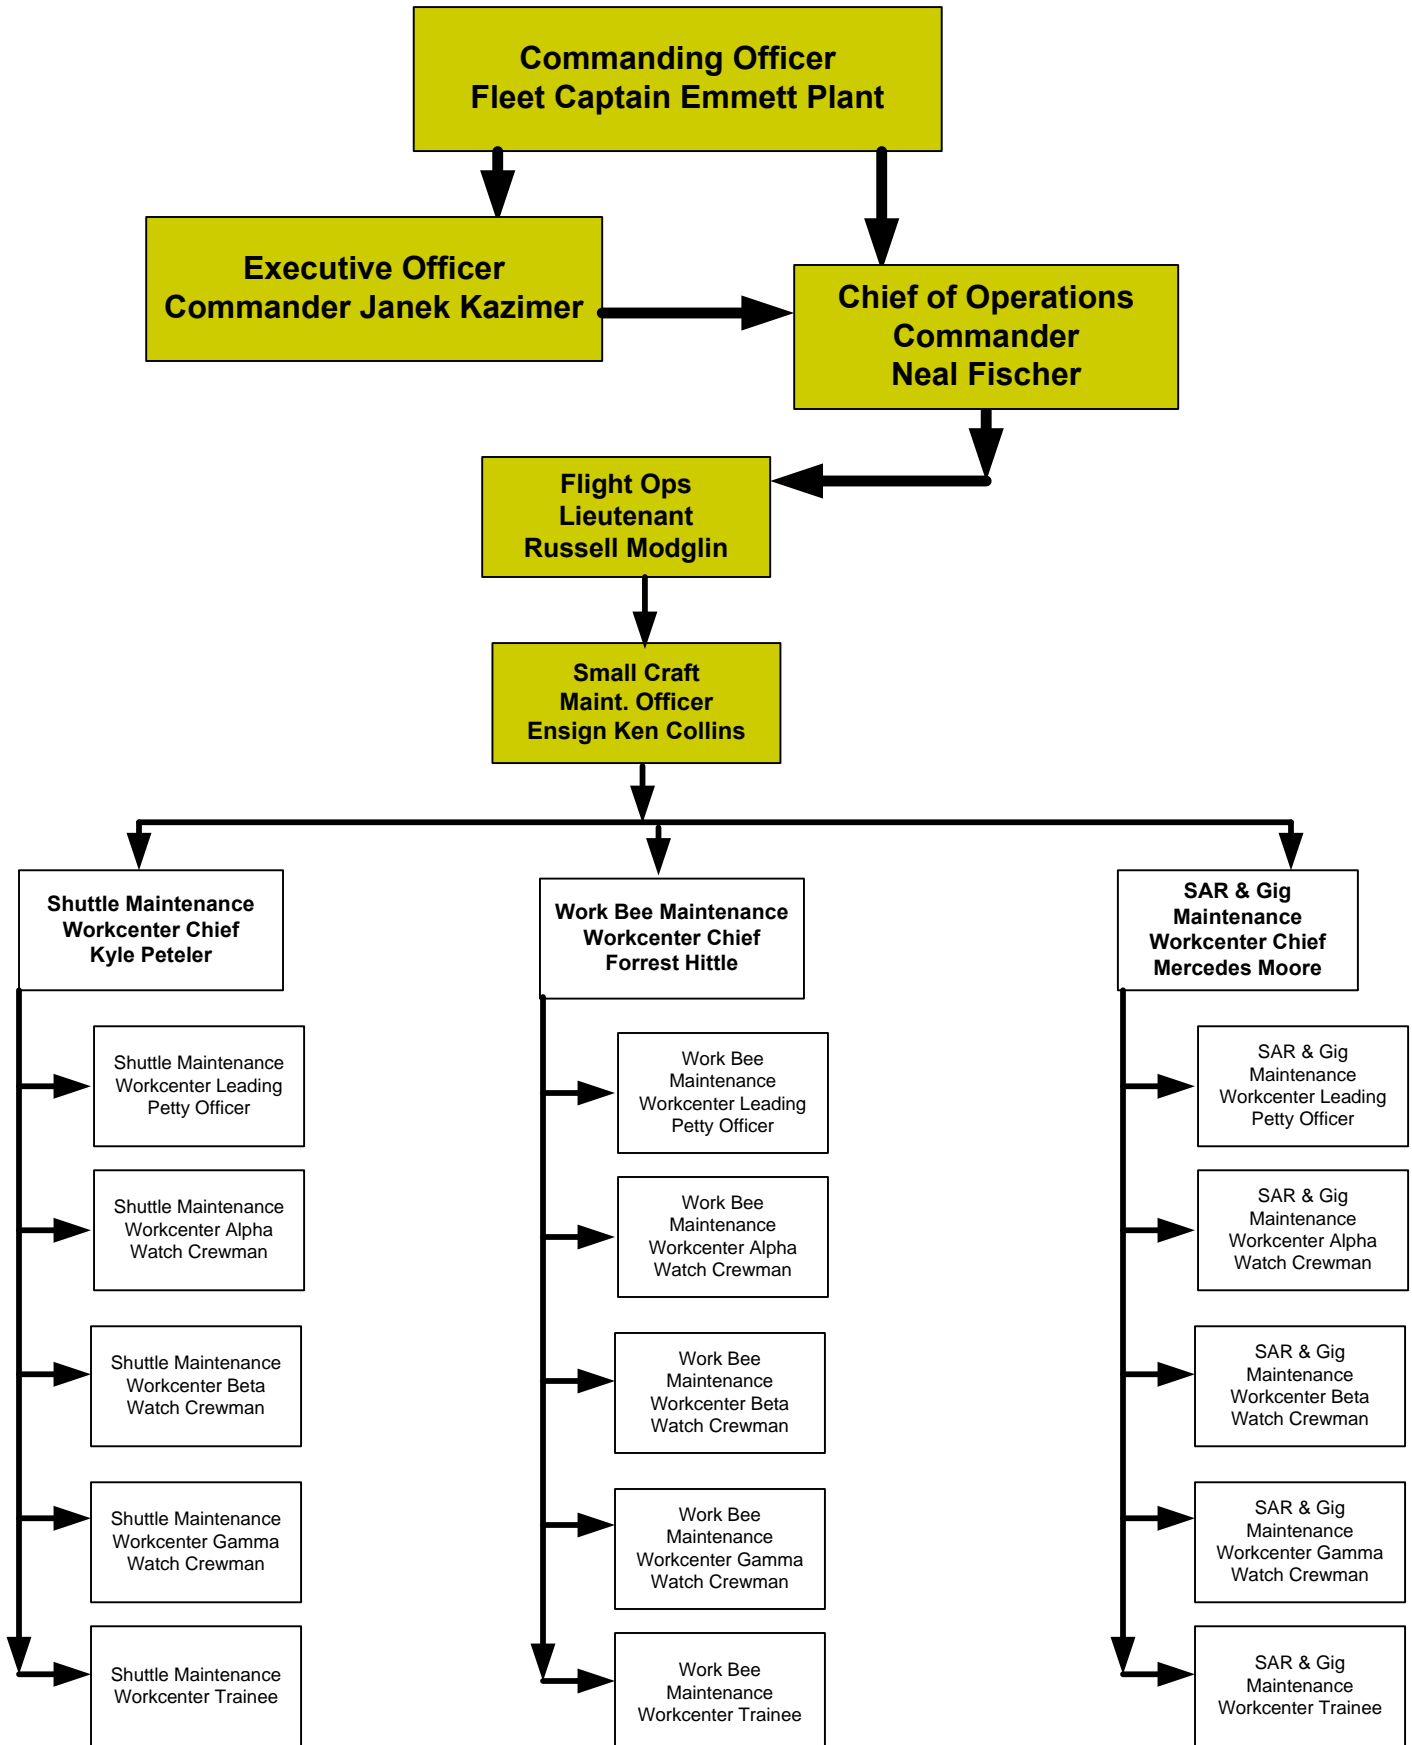 Commanding Officer
Fleet Captain Emmett Plant
Executive Officer
Commander Janek Kazimer
Chief of Operations
Commander
Neal Fischer
Flight Ops
Lieutenant
Russell Modglin
Small Craft
Maint. Officer
Ensign Ken Collins
Shuttle Maintenance
Workcenter Chief
Kyle Peteler
Work Bee Maintenance
Workcenter Chief
Forrest Hittle
SAR & Gig
Maintenance
Workcenter Chief
Mercedes Moore
Shuttle Maintenance
Workcenter Leading
Petty Officer
Work Bee
Maintenance
Workcenter Leading
Petty Officer
SAR & Gig
Maintenance
Workcenter Leading
Petty Officer
Shuttle Maintenance
Workcenter Alpha
Watch Crewman
Work Bee
Maintenance
Workcenter Alpha
Watch Crewman
SAR & Gig
Maintenance
Workcenter Alpha
Watch Crewman
Shuttle Maintenance
Workcenter Beta
Watch Crewman
Work Bee
Maintenance
Workcenter Beta
Watch Crewman
SAR & Gig
Maintenance
Workcenter Beta
Watch Crewman
Shuttle Maintenance
Workcenter Gamma
Watch Crewman
Work Bee
Maintenance
Workcenter Gamma
Watch Crewman
SAR & Gig
Maintenance
Workcenter Gamma
Watch Crewman
Shuttle Maintenance
Workcenter Trainee
Work Bee
Maintenance
Workcenter Trainee
SAR & Gig
Maintenance
Workcenter Trainee